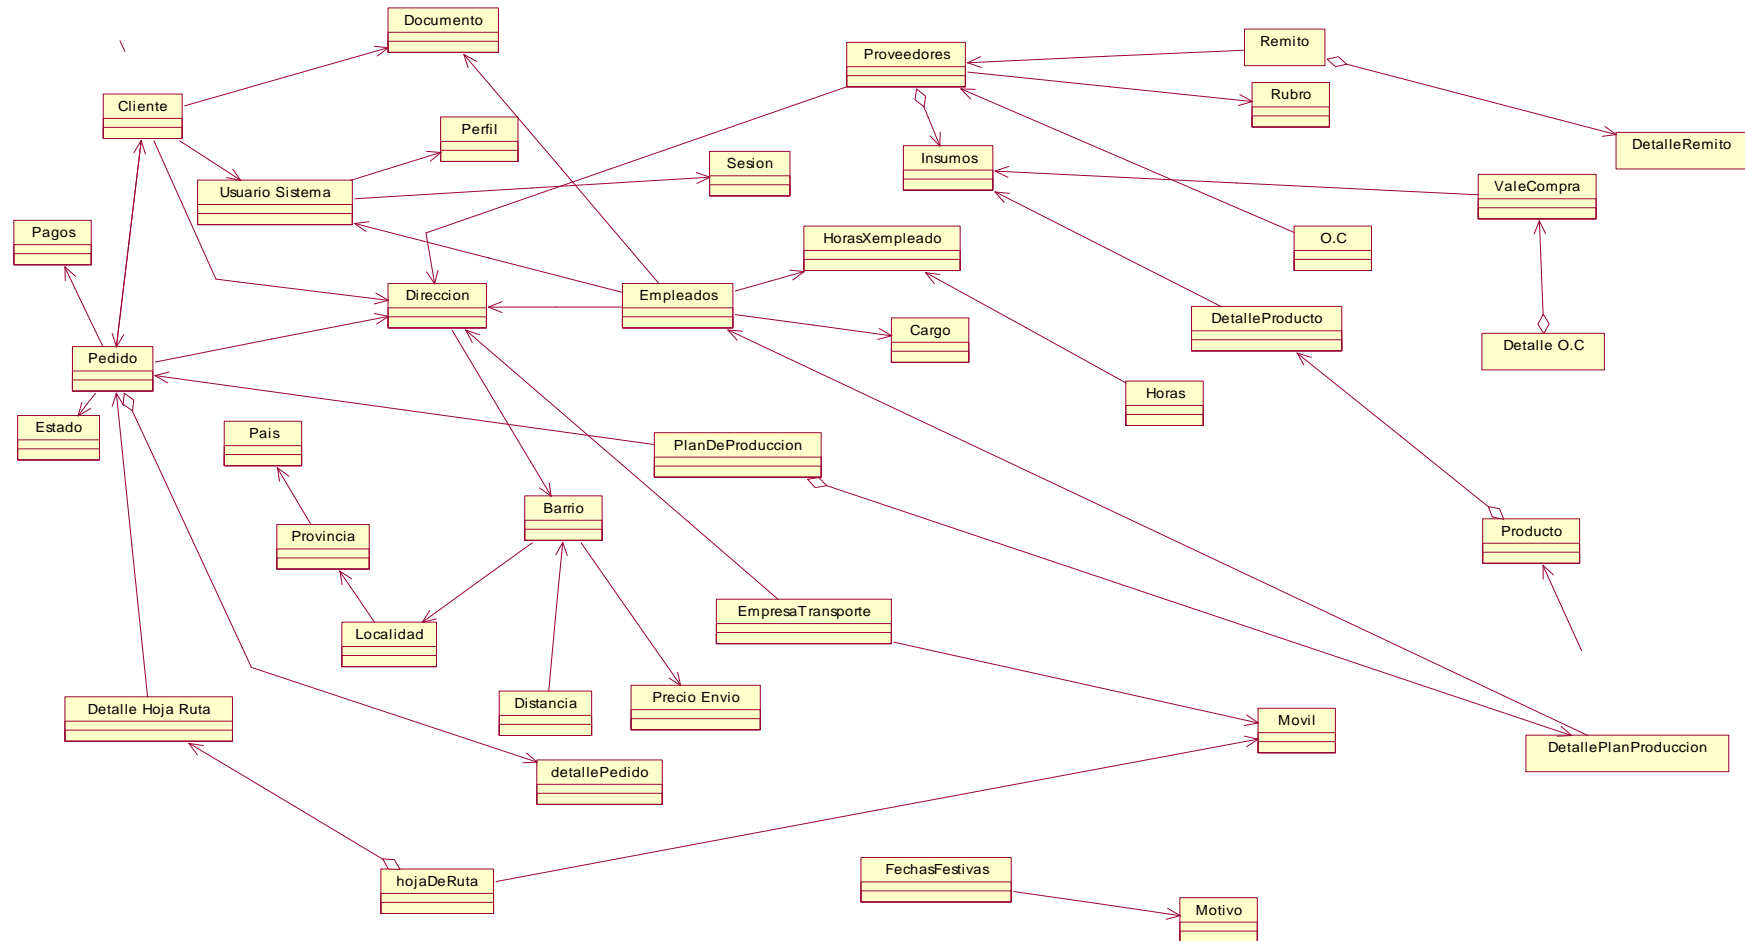 Documento
Remito
Proveedores
Rubro
Cliente
Perfil
DetalleRemito
Sesion
Insumos
Usuario Sistema
ValeCompra
Pagos
HorasXempleado
O.C
Direccion
Empleados
DetalleProducto
Cargo
Detalle O.C
Pedido
Horas
Estado
Pais
PlanDeProduccion
Barrio
Provincia
Producto
EmpresaTransporte
Localidad
Distancia
Precio Envio
Detalle Hoja Ruta
Movil
DetallePlanProduccion
detallePedido
FechasFestivas
hojaDeRuta
Motivo